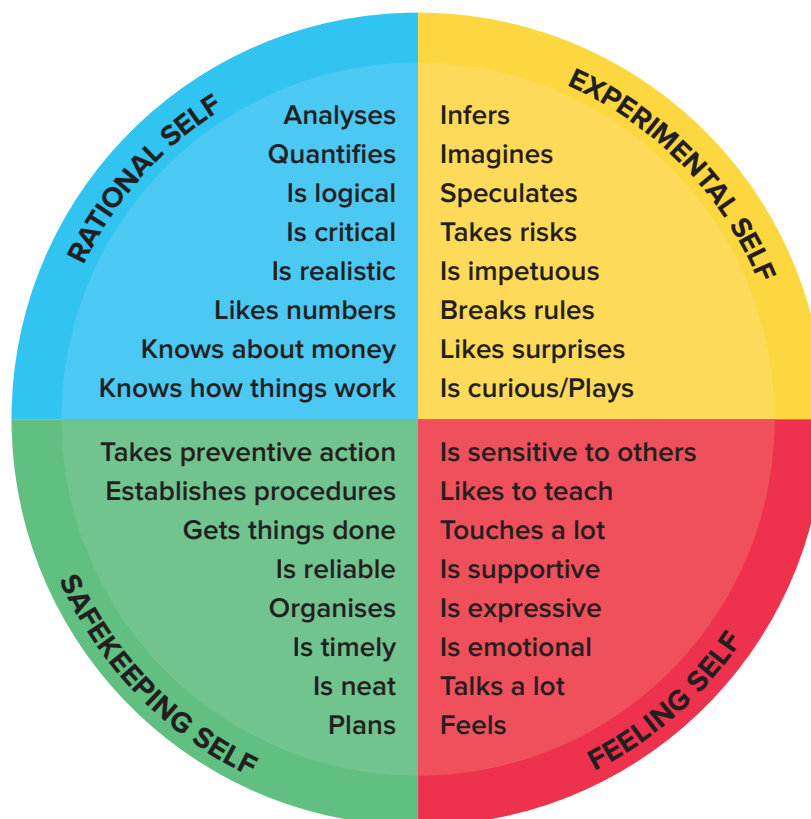 RATIONAL SELF
Analyses
Quantifies
Is logical
Is critical
Is realistic
Likes numbers
Knows about money
Knows how things work
EXPERIMENTAL SELF
Infers
Imagines
Speculates
Takes risks
Is impetuous
Breaks rules
Likes surprises
Is curious/Plays
SAFEKEEPING SELF
Takes preventive action
Establishes procedures
Gets things done
Is reliable
Organises
Is timely
Is neat
Plans
FEELING SELF
Is sensitive to others
Likes to teach
Touches a lot
Is supportive
Is expressive
Is emotional
Talks a lot
Feels